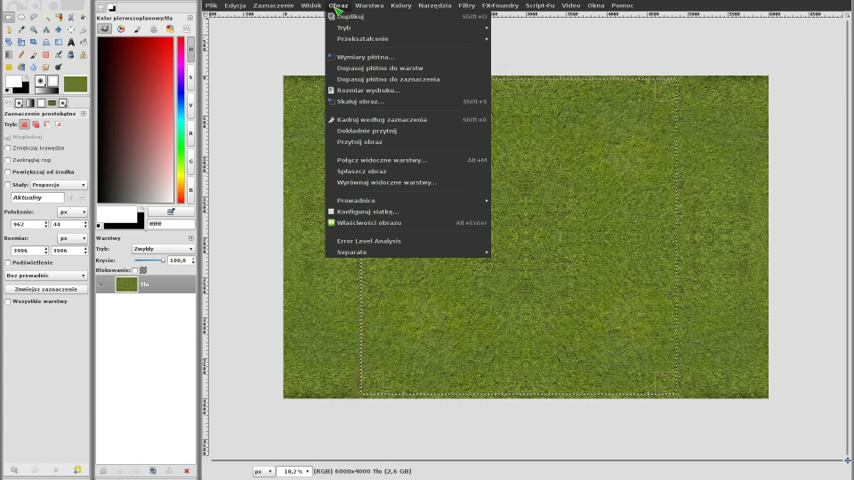 Plik Edycja Zaznaczenie Widok Obraz Warstwa Kolory Narzędzia Filtry FX-Foundry Script-Fu Video Okna Pomoc
Duplikuj Shift+D
Tryb
Przekształcenie
Wymiary płótna...
Dopasuj płótno do warstw
Dopasuj płótno do zaznaczenia
Rozmiar wydruku...
Skaluj obraz... Shift+S
Kadruj według zaznaczenia Shift+R
Dokładnie przytnij
Przytnij obraz
Połącz widoczne warstwy... Alt+M
Spłaszcz obraz
Wyrównaj widoczne warstwy...
Prowadnice
Konfiguruj siatkę...
Właściwości obrazu Alt+Enter
Error Level Analysis
Separate
Zaznaczenie prostokątne
Tryb:
Wygładzaj
Zmiękczaj krawędzie
Zaokrąglaj rogi
Powiększaj od środka
Stały: Proporcje
Aktualny
Położenie: px
962 44
Rozmiar: px
3906 3906
Podświetlenie
Bez prowadnic
Zmniejsz zaznaczenie
Wszystkie warstwy
Kolor pierwszoplanowy/tła
H
S
V
R
G
B
ffffff
Warstwy
Tryb: Zwykły
Krycie: 100,0
Blokowanie:
Tło
px 18,2% (RGB) 6000x4000 Tło (2,6 GB)